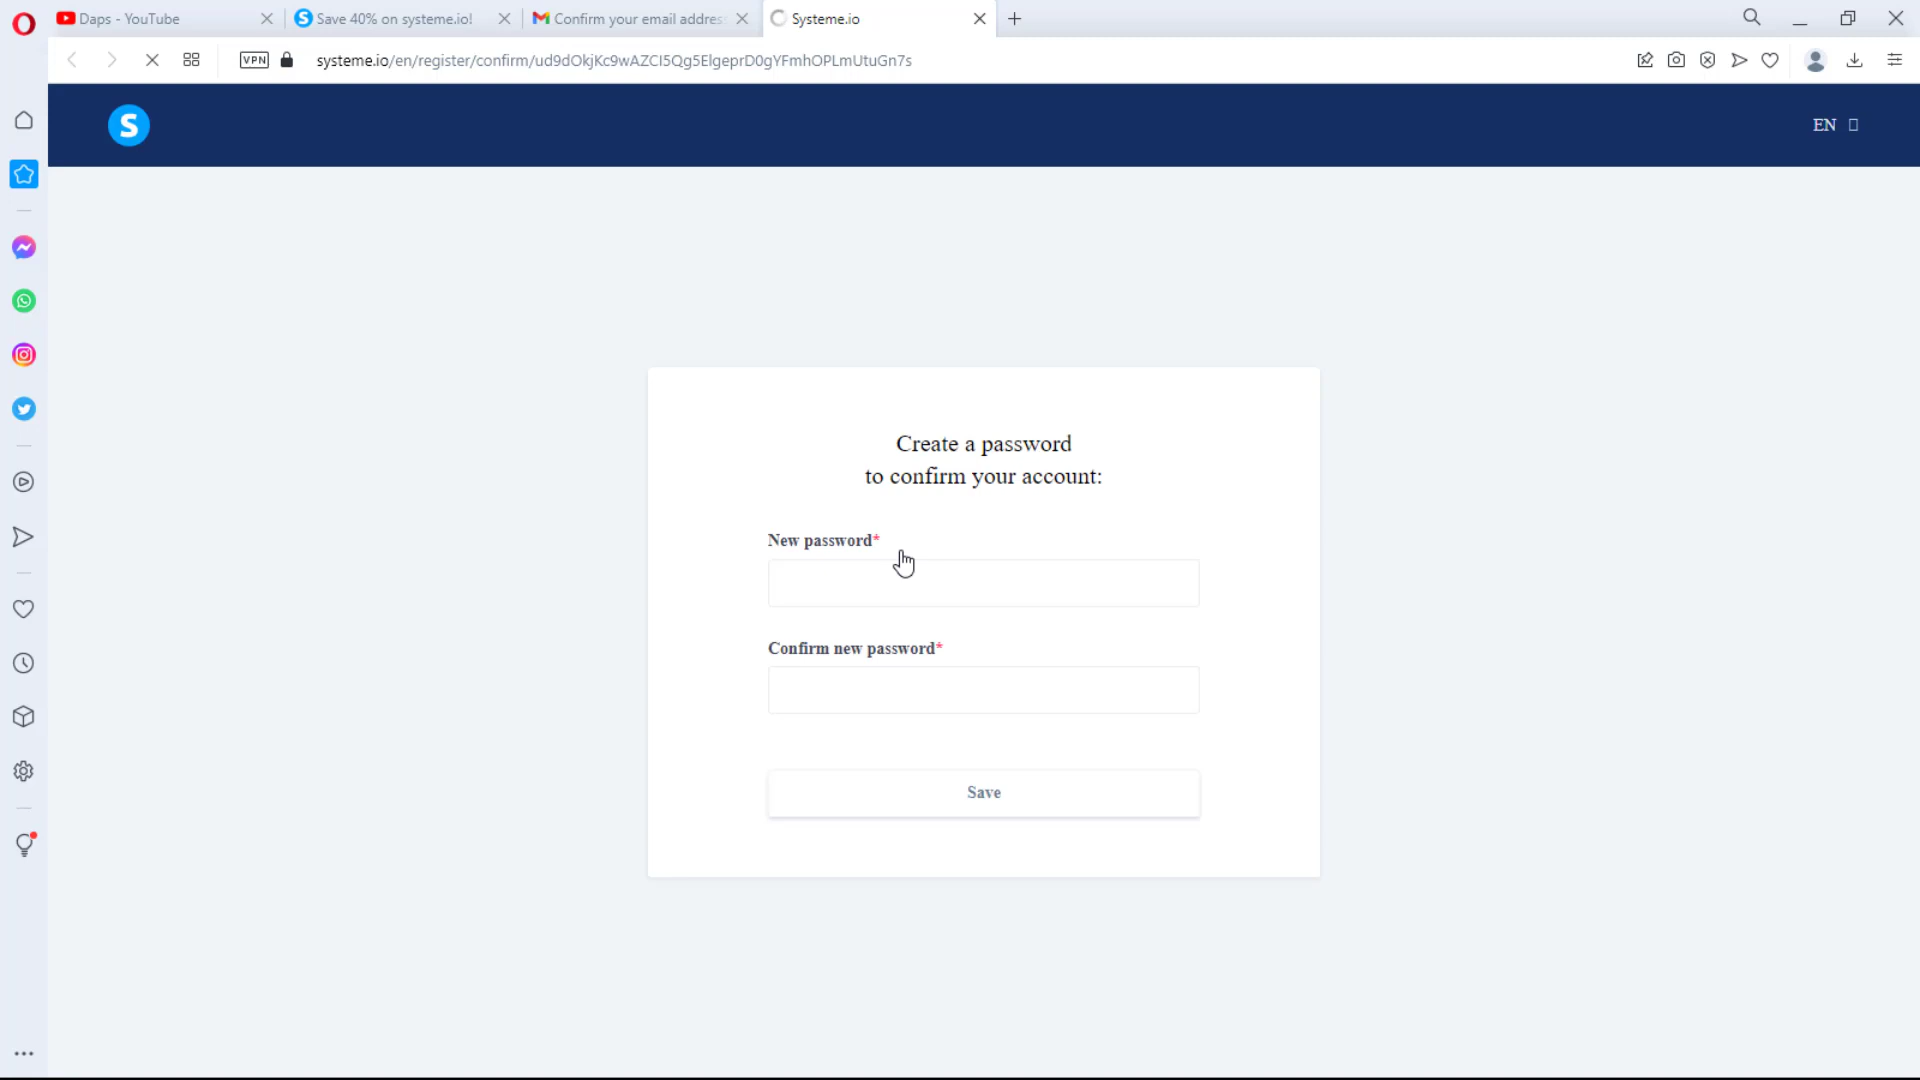 Daps - YouTube
Save 40% on systeme.io!
Confirm your email addres
Systeme.io
VPN
systeme.io/en/register/confirm/ud9dOkjKc9wAZCI5Qg5ElgeprD0gYFmhOPLmUtuGn7s
S
EN
Create a password
to confirm your account:
New password*
Confirm new password*
Save